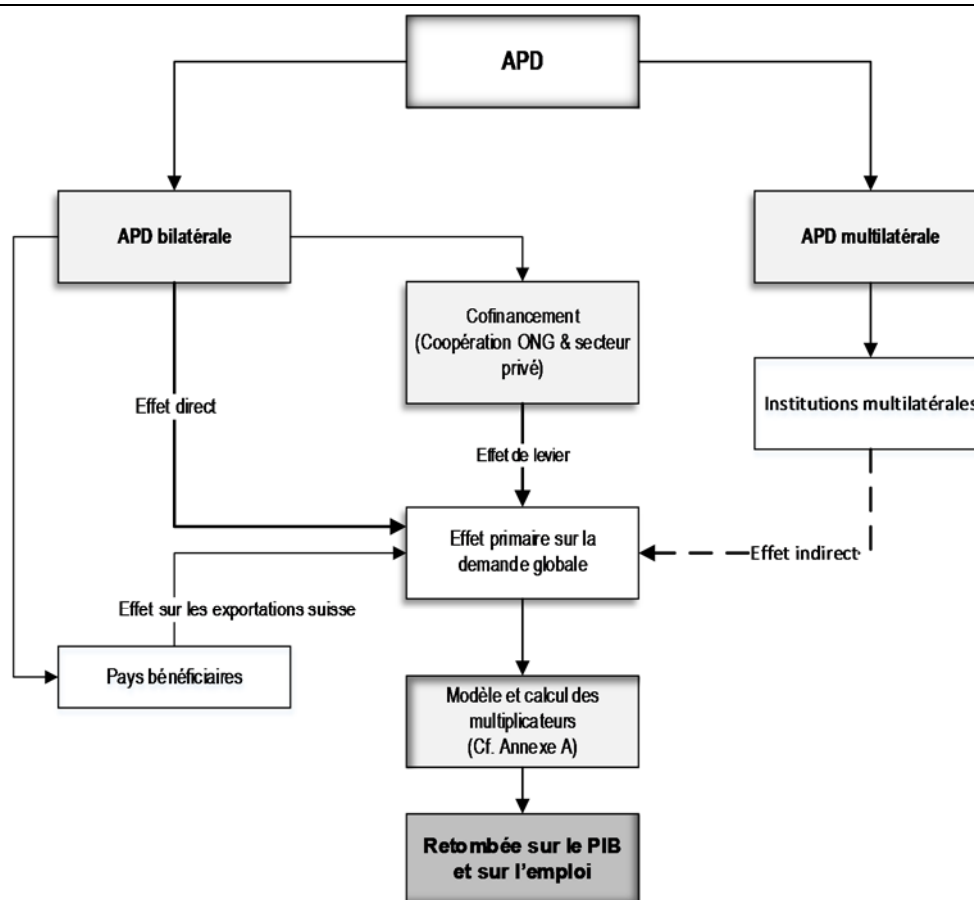 APD
APD bilatérale
APD multilatérale
Cofinancement
(Coopération ONG & secteur
privé)
Effet direct
Institutions multilatérales
Effet de levier
Effet primaire sur la
demande globale
Effet indirect
Effet sur les exportations suisse
Pays bénéficiaires
Modèle et calcul des
multiplicateurs
(Cf. Annexe A)
Retombée sur le PIB
et sur l'emploi